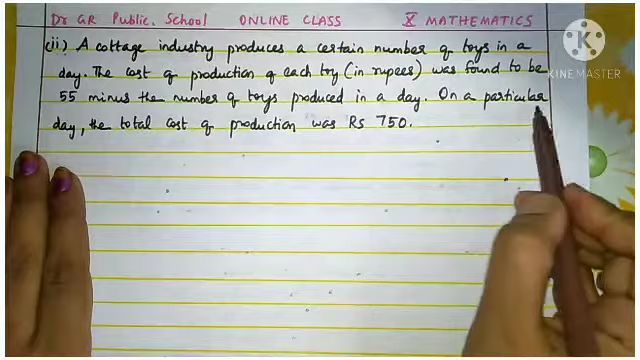 Dr GR Public School ONLINE CLASS X MATHEMATICS
(ii) A cottage industry produces a certain number of toys in a
day. The cost of production of each toy (in rupees) was found to be
55 minus the number of toys produced in a day. On a particular
day, the total cost of production was Rs 750.
KINEMASTER